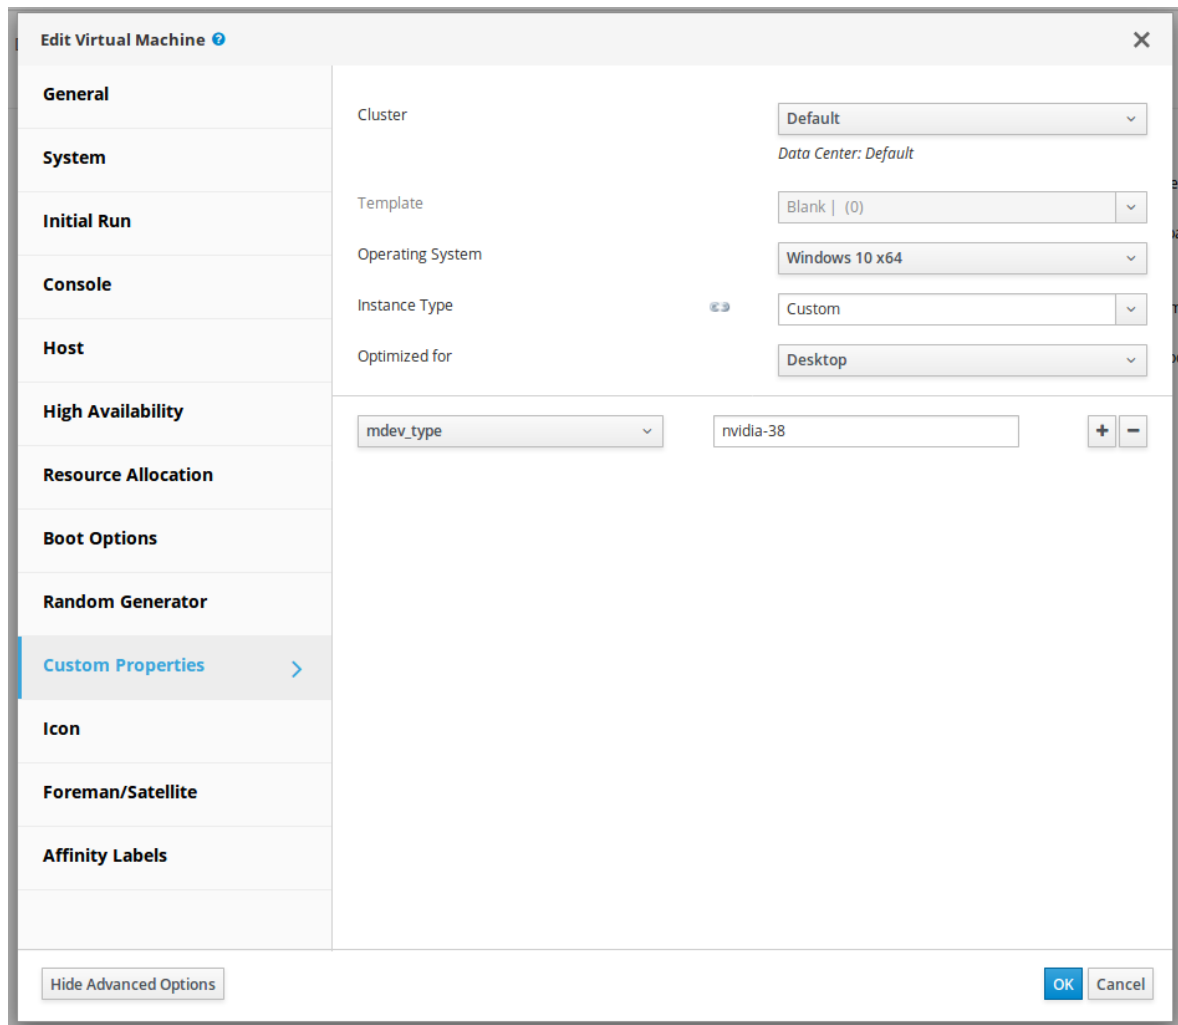 Edit Virtual Machine
General
System
Initial Run
Console
Host
High Availability
Resource Allocation
Boot Options
Random Generator
Custom Properties
Icon
Foreman/Satellite
Affinity Labels
Cluster
Default
Data Center: Default
Template
Blank | (0)
Operating System
Windows 10 x64
Instance Type
Custom
Optimized for
Desktop
mdev_type
nvidia-38
Hide Advanced Options
OK
Cancel